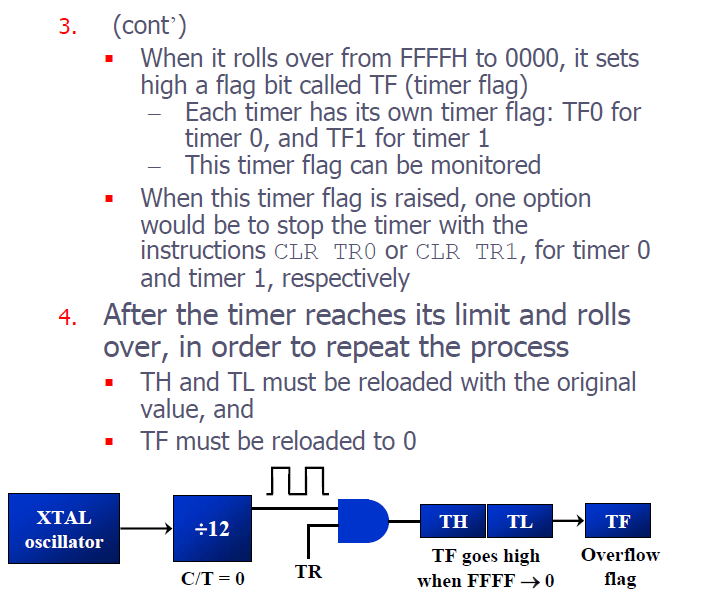 3. (cont')
▪ When it rolls over from FFFFH to 0000, it sets
high a flag bit called TF (timer flag)
– Each timer has its own timer flag: TF0 for
timer 0, and TF1 for timer 1
– This timer flag can be monitored
▪ When this timer flag is raised, one option
would be to stop the timer with the
instructions CLR TR0 or CLR TR1, for timer 0
and timer 1, respectively
4. After the timer reaches its limit and rolls
over, in order to repeat the process
▪ TH and TL must be reloaded with the original
value, and
▪ TF must be reloaded to 0
XTAL
oscillator
÷12
C/T = 0
TR
TH TL
TF goes high
when FFFF → 0
TF
Overflow
flag